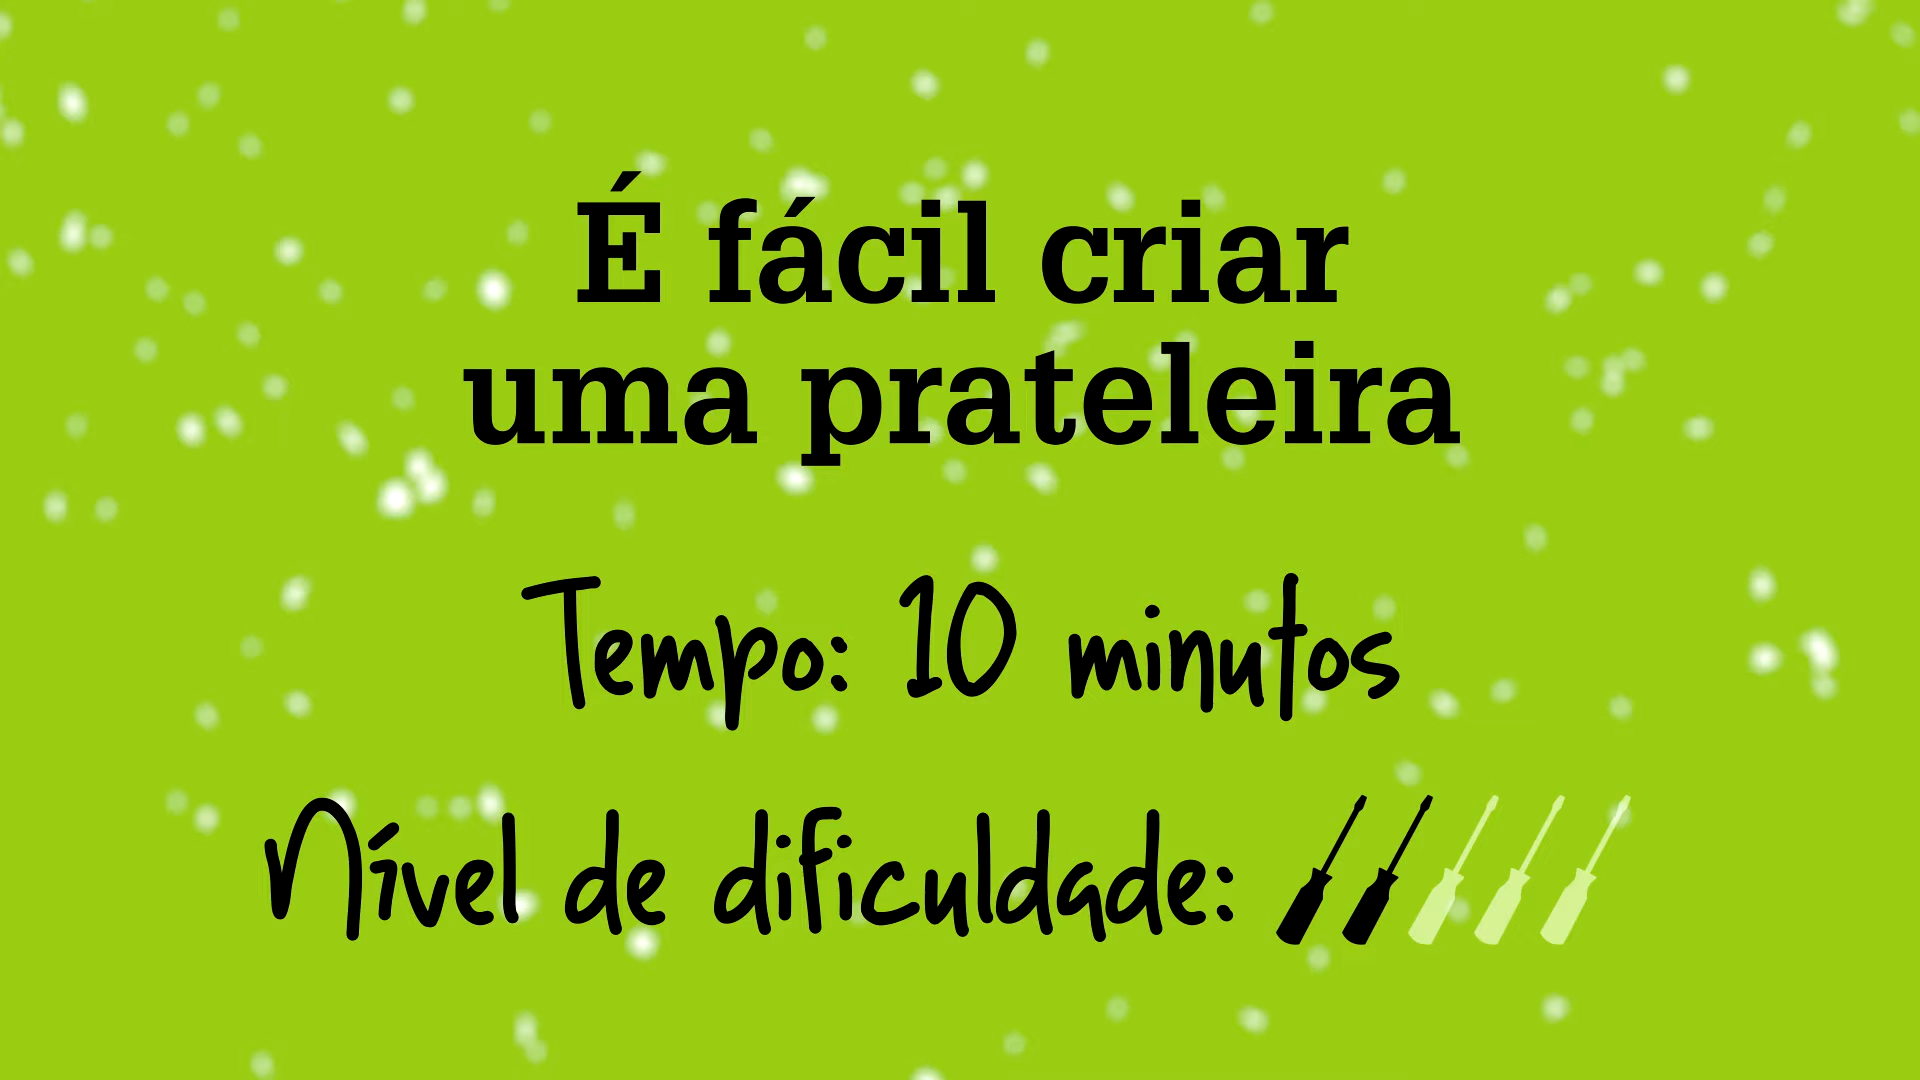 É fácil criar
uma prateleira
Tempo: 10 minutos
Nível de dificuldade: